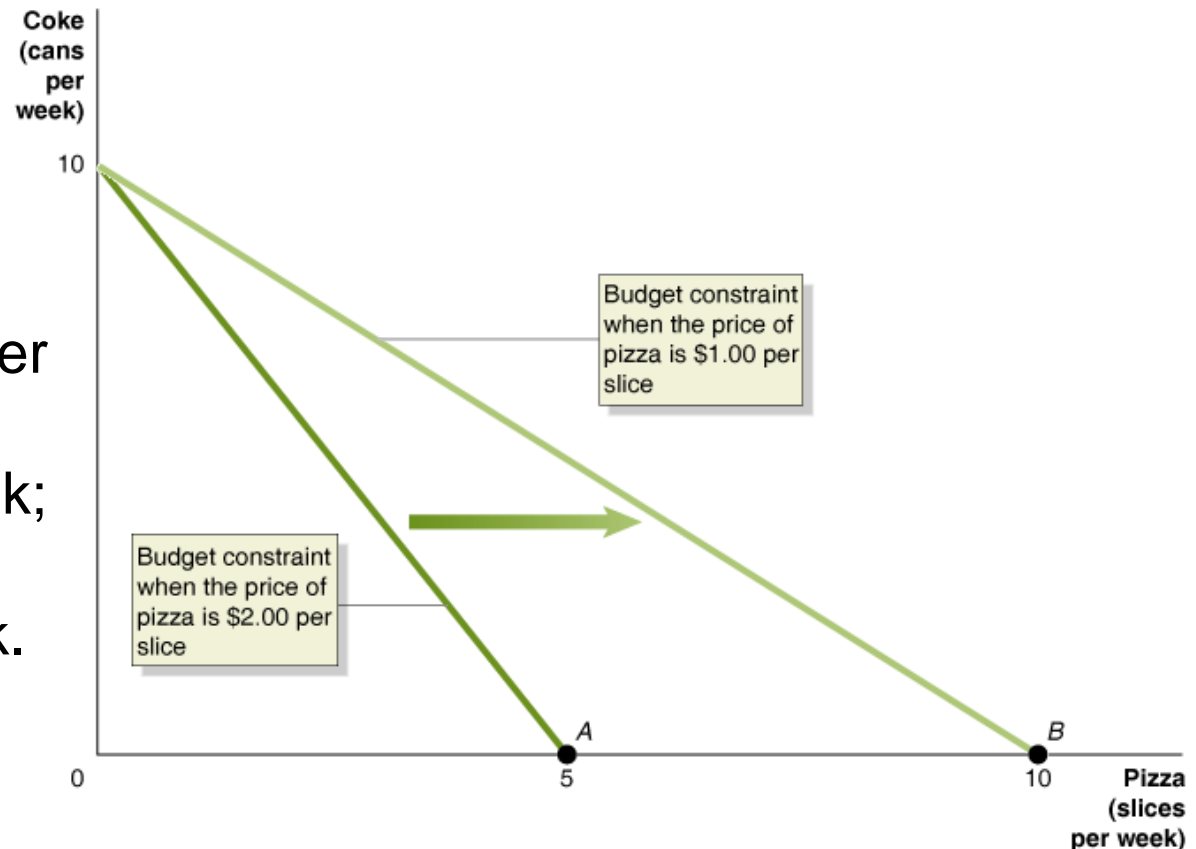 Coke
(cans
per
week)
10
er
k;
k.
Budget constraint
when the price of
pizza is $1.00 per
slice
Budget constraint
when the price of
pizza is $2.00 per
slice
A
B
0
5
10
Pizza
(slices
per week)